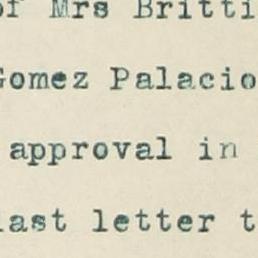 of Mrs Britti
Gomez Palacio
approval in
last letter t